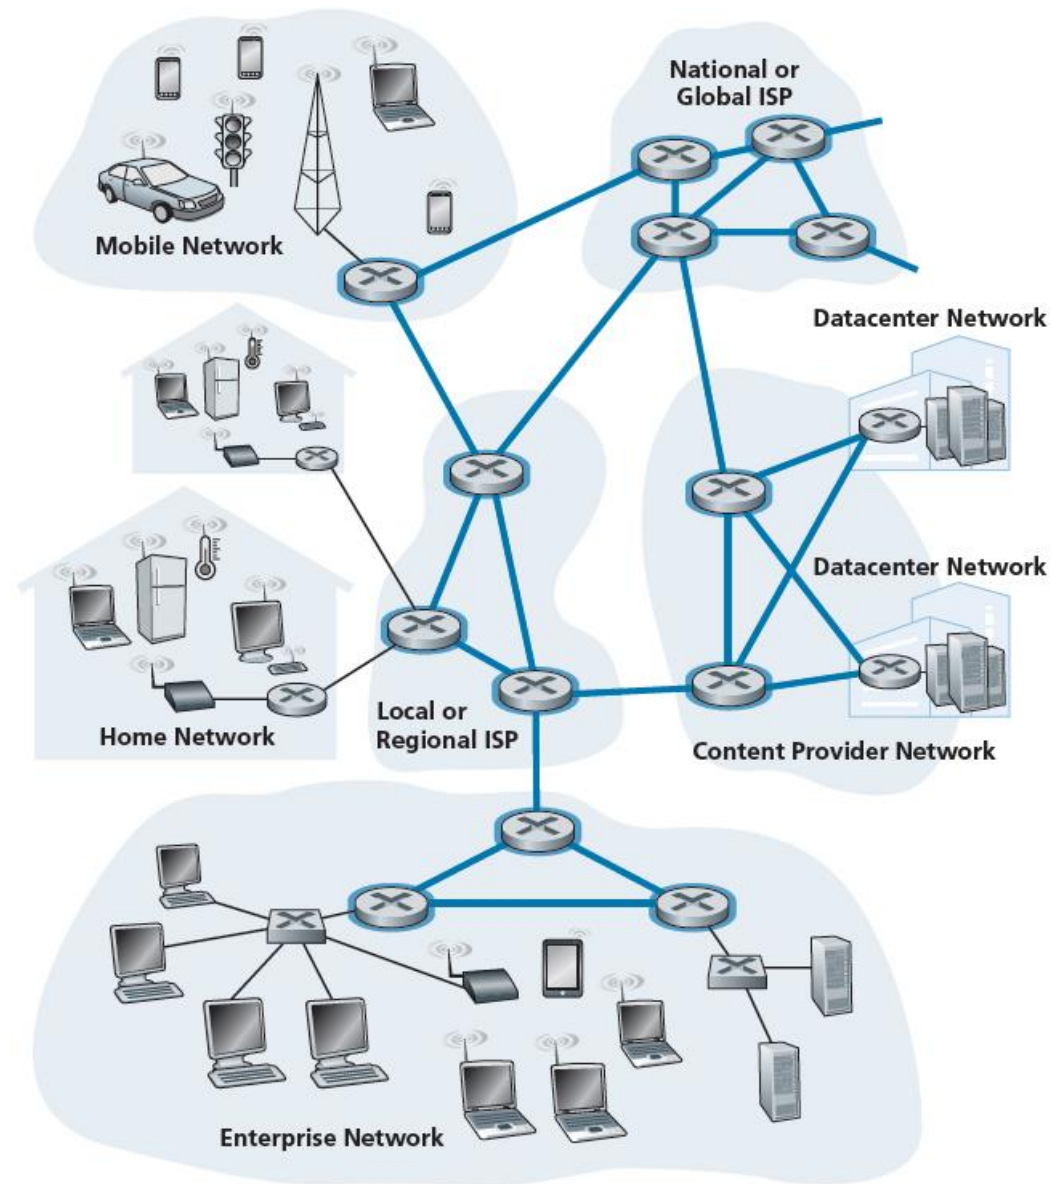 National or
Global ISP
Mobile Network
Datacenter Network
Datacenter Network
Local or
Regional ISP
Home Network
Content Provider Network
Enterprise Network